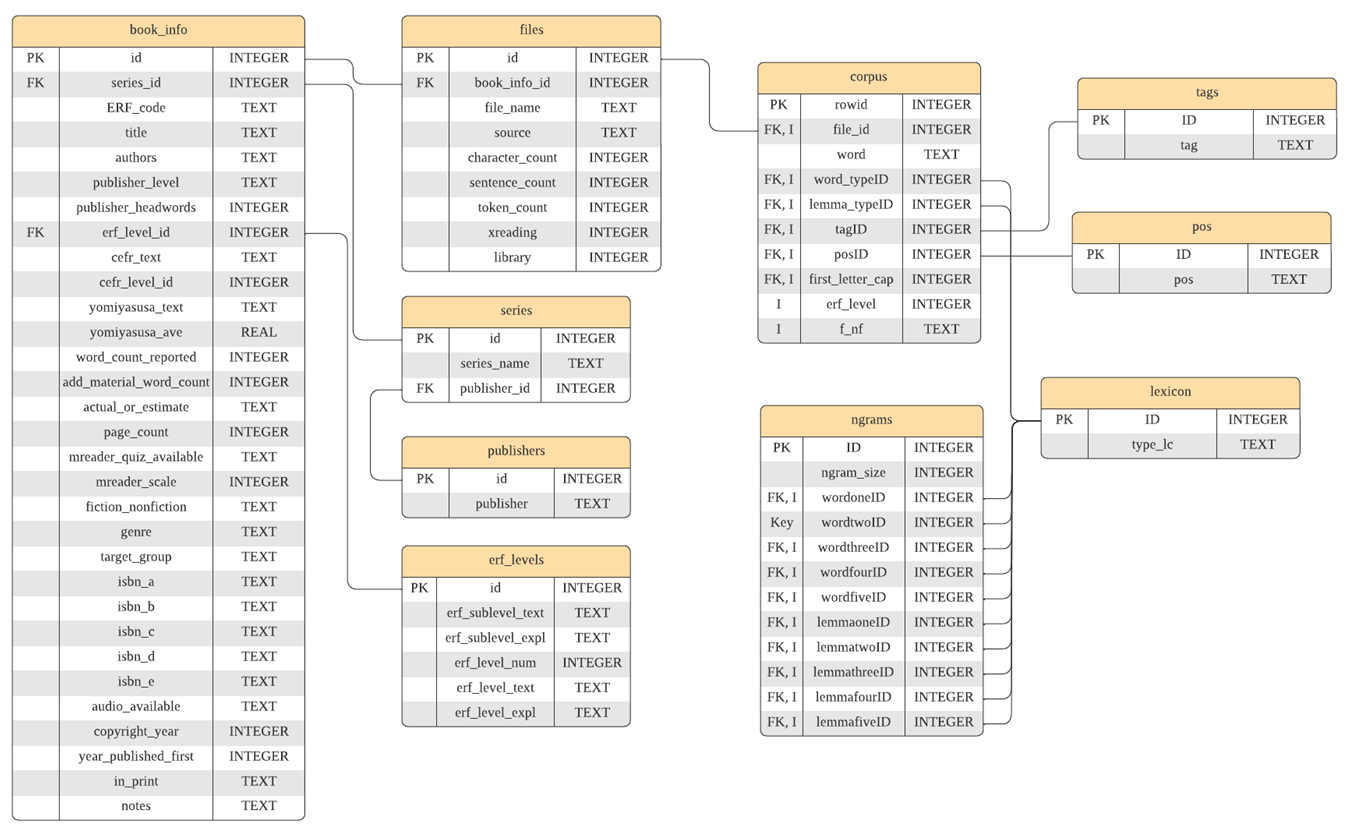 book_info
PK id INTEGER
FK series_id INTEGER
ERF_code TEXT
title TEXT
authors TEXT
publisher_level TEXT
publisher_headwords INTEGER
FK erf_level_id INTEGER
cefr_text TEXT
cefr_level_id INTEGER
yomiyasusa_text TEXT
yomiyasusa_ave REAL
word_count_reported INTEGER
add_material_word_count INTEGER
actual_or_estimate TEXT
page_count INTEGER
mreader_quiz_available TEXT
mreader_scale INTEGER
fiction_nonfiction TEXT
genre TEXT
target_group TEXT
isbn_a TEXT
isbn_b TEXT
isbn_c TEXT
isbn_d TEXT
isbn_e TEXT
audio_available TEXT
copyright_year INTEGER
year_published_first INTEGER
in_print TEXT
notes TEXT
files
PK id INTEGER
FK book_info_id INTEGER
file_name TEXT
source TEXT
character_count INTEGER
sentence_count INTEGER
token_count INTEGER
xreading INTEGER
library INTEGER
series
PK id INTEGER
series_name TEXT
FK publisher_id INTEGER
publishers
PK id INTEGER
publisher TEXT
erf_levels
PK id INTEGER
erf_sublevel_text TEXT
erf_sublevel_expl TEXT
erf_level_num INTEGER
erf_level_text TEXT
erf_level_expl TEXT
corpus
PK rowid INTEGER
FK, I file_id INTEGER
word TEXT
FK, I word_typeID INTEGER
FK, I lemma_typeID INTEGER
FK, I tagID INTEGER
FK, I posID INTEGER
FK, I first_letter_cap INTEGER
I erf_level INTEGER
I f_nf TEXT
ngrams
PK ID INTEGER
ngram_size INTEGER
FK, I wordoneID INTEGER
Key wordtwoID INTEGER
FK, I wordthreeID INTEGER
FK, I wordfourID INTEGER
FK, I wordfiveID INTEGER
FK, I lemmaoneID INTEGER
FK, I lemmatwoID INTEGER
FK, I lemmathreeID INTEGER
FK, I lemmafourID INTEGER
FK, I lemmafiveID INTEGER
tags
PK ID INTEGER
tag TEXT
pos
PK ID INTEGER
pos TEXT
lexicon
PK ID INTEGER
type_lc TEXT